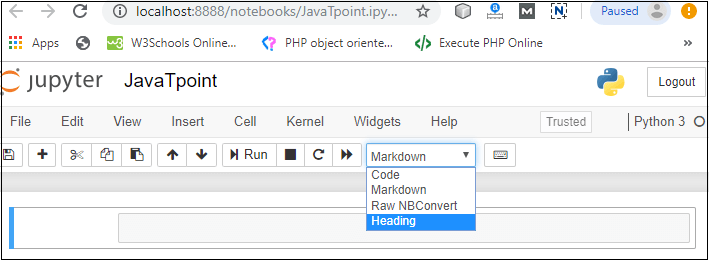 localhost:8888/notebooks/JavaTpoint.ipy...
Paused
Apps W3Schools Online... PHP object oriente... Execute PHP Online »
jupyter JavaTpoint Logout
File Edit View Insert Cell Kernel Widgets Help Trusted Python 3
Run Markdown
Code
Markdown
Raw NBConvert
Heading